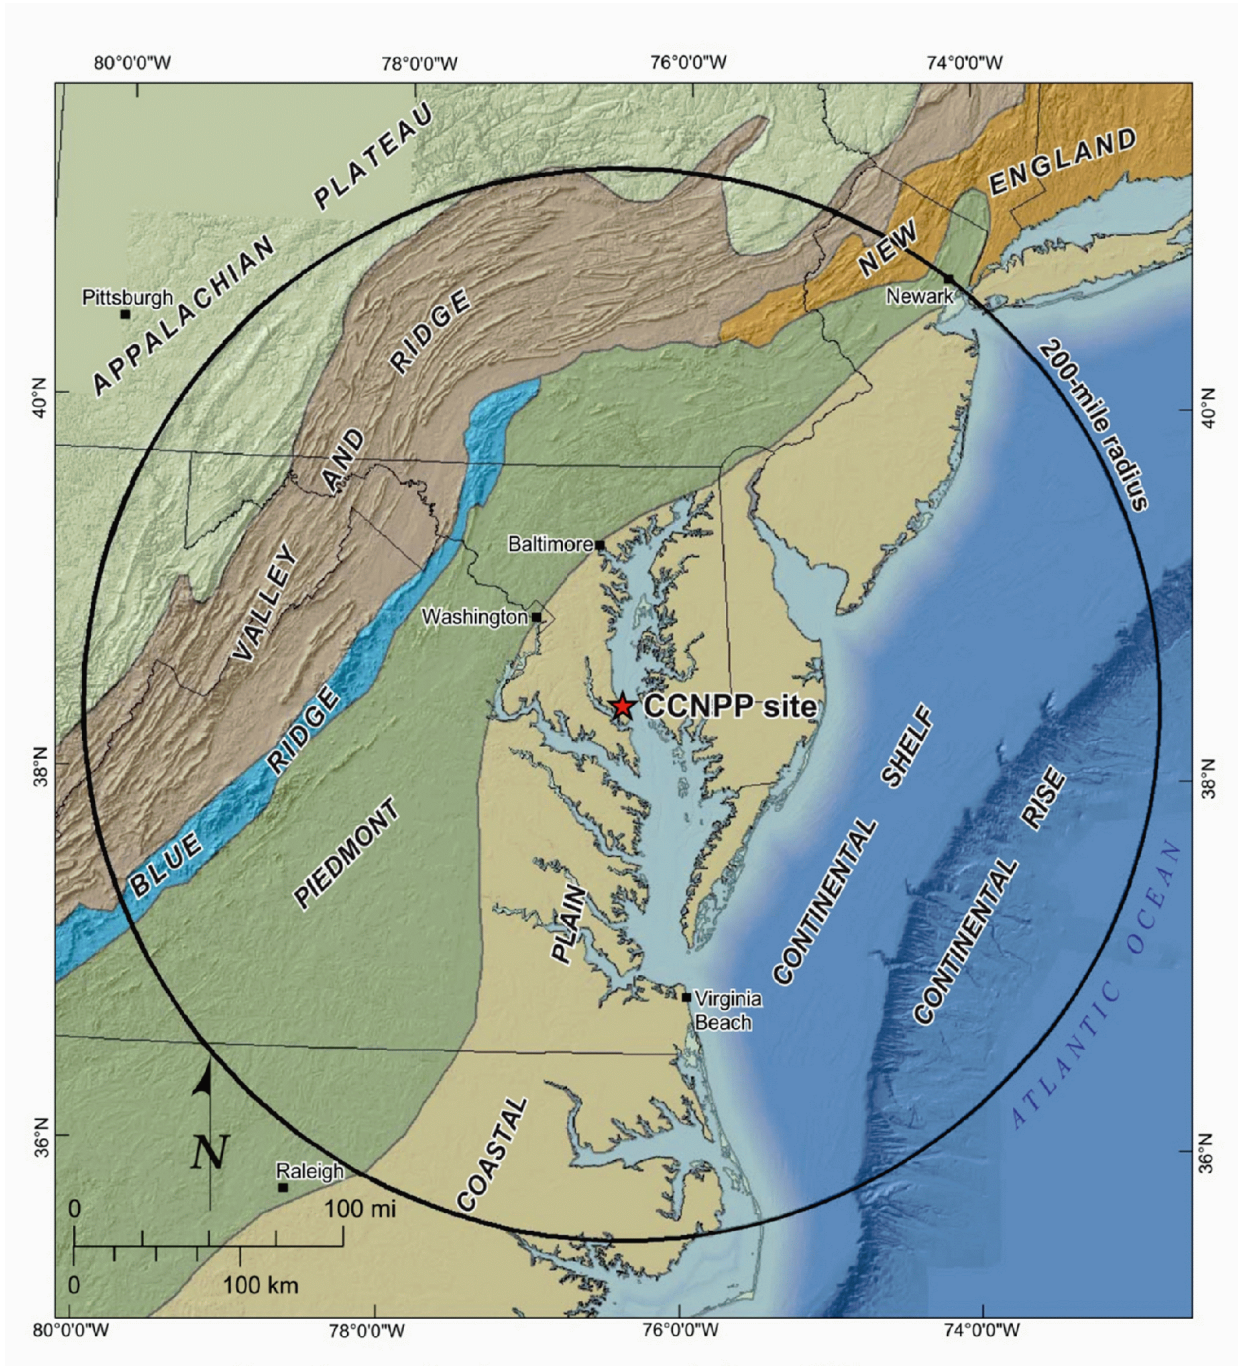 80°0'0"W
78°0'0"W
76°0'0"W
74°0'0"W
APPALACHIAN PLATEAU
NEW ENGLAND
Pittsburgh
Newark
VALLEY AND RIDGE
200-mile radius
40°N
40°N
Baltimore
Washington
CCNPP site
BLUE RIDGE
38°N
38°N
PIEDMONT
CONTINENTAL SHELF
CONTINENTAL RISE
ATLANTIC OCEAN
COASTAL PLAIN
Virginia
Beach
36°N
36°N
N
Raleigh
0
100 mi
0
100 km
80°0'0"W
78°0'0"W
76°0'0"W
74°0'0"W